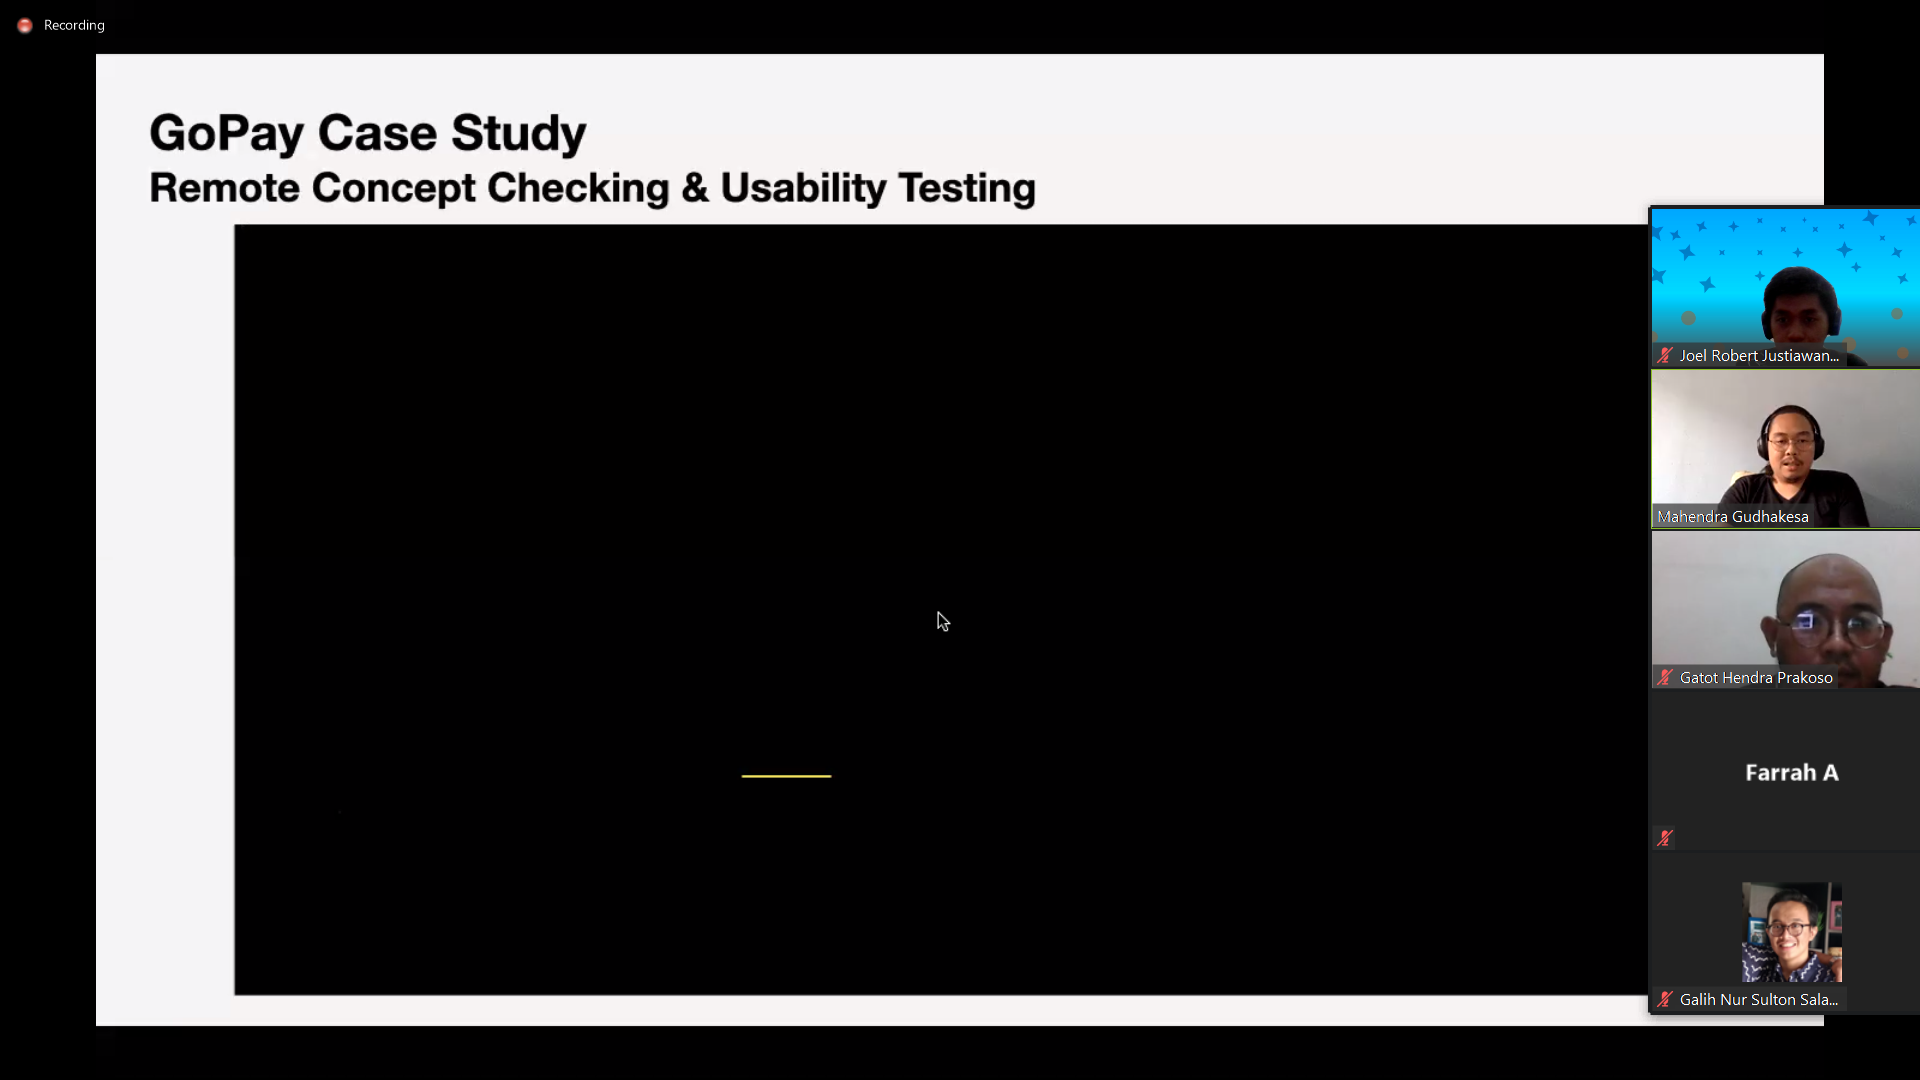 Recording
GoPay Case Study
Remote Concept Checking & Usability Testing
Joel Robert Justiawan...
Mahendra Gudhakesa
Gatot Hendra Prakoso
Farrah A
Galih Nur Sulton Sala...